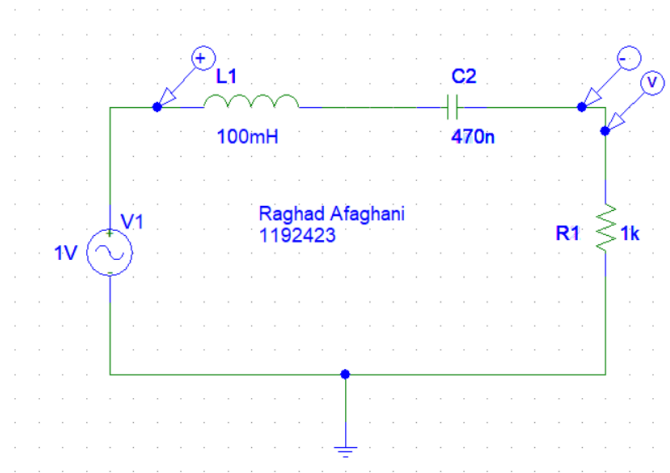 +
-
V
L1
C2
100mH
470n
Raghad Afaghani
1192423
V1
1V
R1
1k
+
-